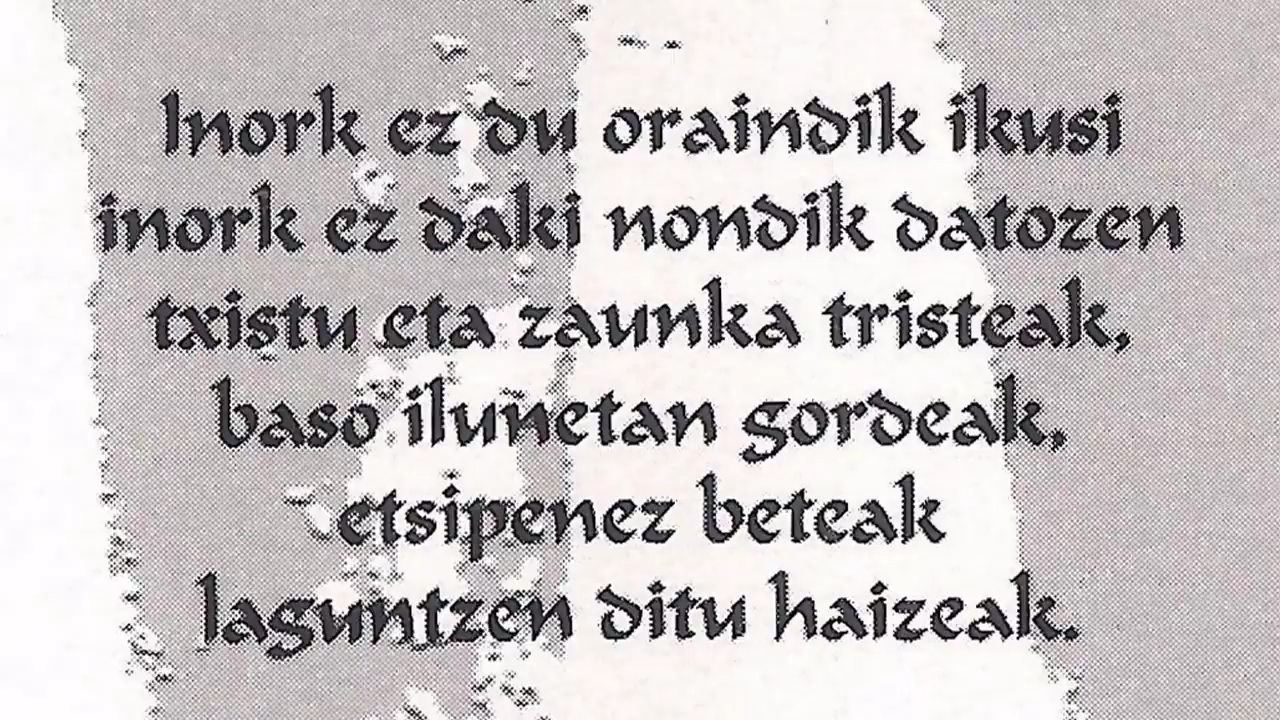 Inork ez du oraindik ikusi
inork ez daki nondik datozen
txistu eta zaunka tristeak,
baso ilunetan gordeak,
etsipenez beteak
laguntzen ditu haizeak.